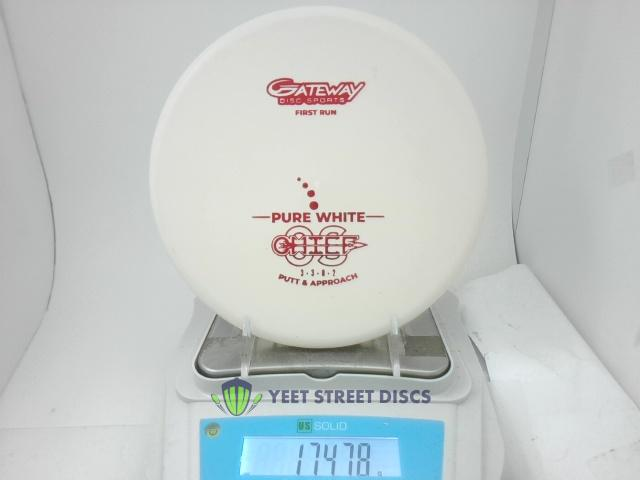 GATEWAY
DISC SPORTS
FIRST RUN
PURE WHITE
OS
CHIEF
3 · 3 · 0 · 2
PUTT & APPROACH
YEET STREET DISCS
US SOLID
174.78 g